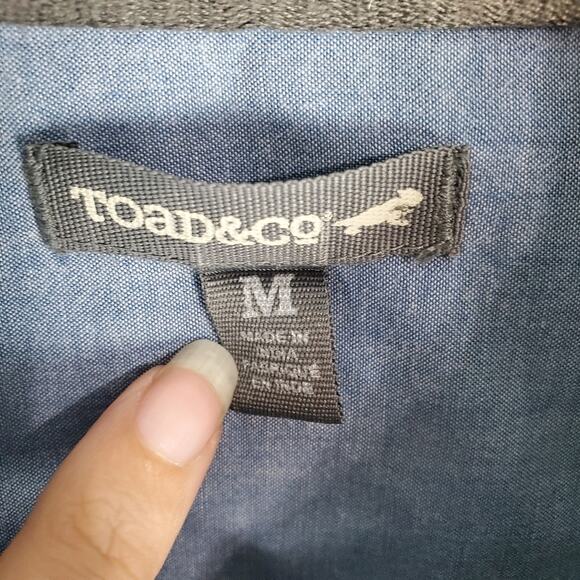 TOAD&CO®
M
MADE IN
INDIA
FABRIQUÉ
EN INDE